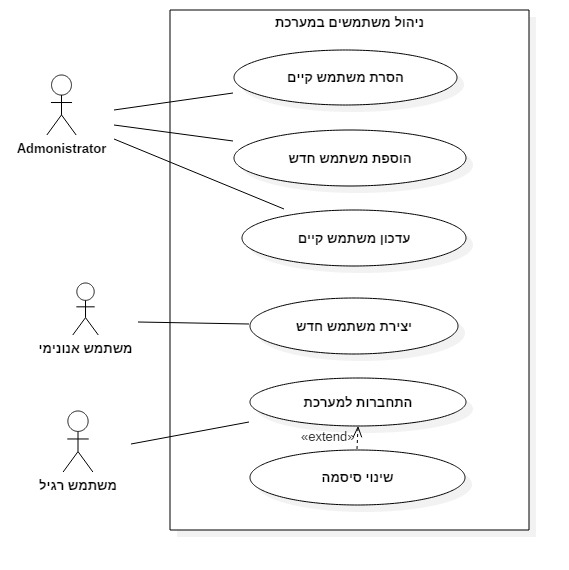 ניהול משתמשים במערכת
הסרת משתמש קיים
Admonistrator
הוספת משתמש חדש
עדכון משתמש קיים
יצירת משתמש חדש
משתמש אנונימי
התחברות למערכת
«extend»
שינוי סיסמה
משתמש רגיל